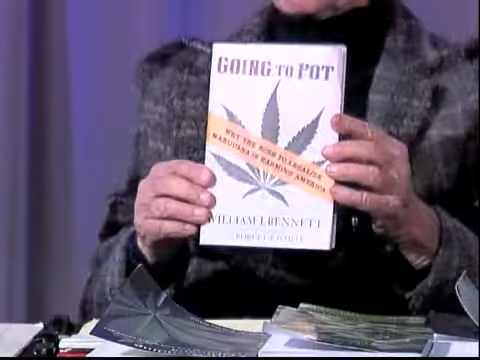 GOING TO POT
WHY THE RUSH TO LEGALIZE
MARIJUANA IS HARMING AMERICA
WILLIAM J. BENNETT